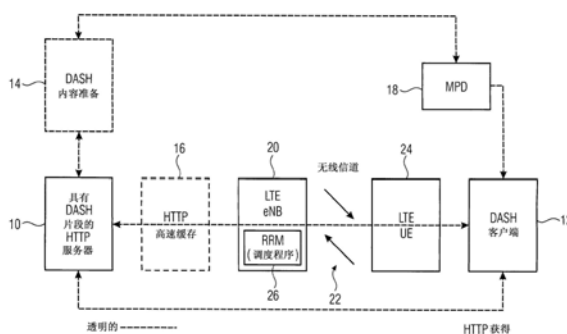 14
DASH
内容准备
18
MPD
16
20
无线信道
24
10
具有
DASH
片段的
HTTP
服务器
HTTP
高速缓存
LTE
eNB
RRM
(调度程序)
26
22
LTE
UE
DASH
客户端
透明的
HTTP 获得